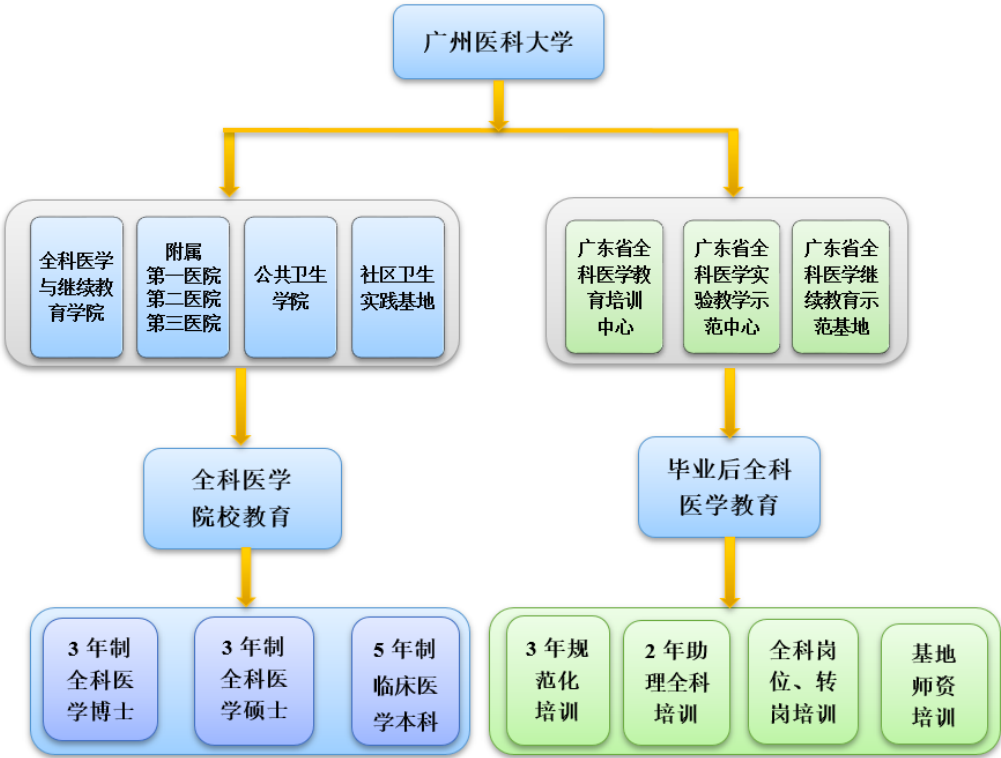 广州医科大学
全科医学
与继续教
育学院
附属
第一医院
第二医院
第三医院
公共卫生
学院
社区卫生
实践基地
广东省全
科医学教
育培训
中心
广东省全
科医学实
验教学示
范中心
广东省全
科医学继
续教育示
范基地
全科医学
院校教育
毕业后全科
医学教育
3 年制
全科医
学博士
3 年制
全科医
学硕士
5 年制
临床医
学本科
3 年规
范化
培训
2 年助
理全科
培训
全科岗
位、转
岗培训
基地
师资
培训